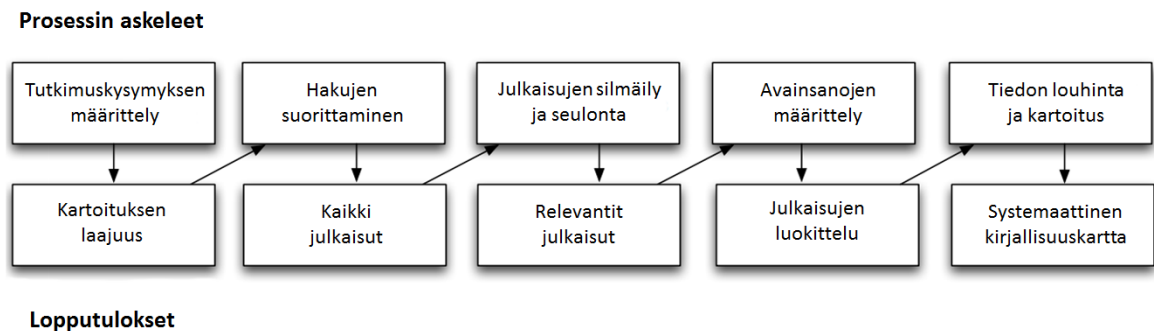 Prosessin askeleet
Tutkimuskysymyksen
määrittely
Hakujen
suorittaminen
Julkaisujen silmäily
ja seulonta
Avainsanojen
määrittely
Tiedon louhinta
ja kartoitus
Kartoituksen
laajuus
Kaikki
julkaisut
Relevantit
julkaisut
Julkaisujen
luokittelu
Systemaattinen
kirjallisuuskartta
Lopputulokset